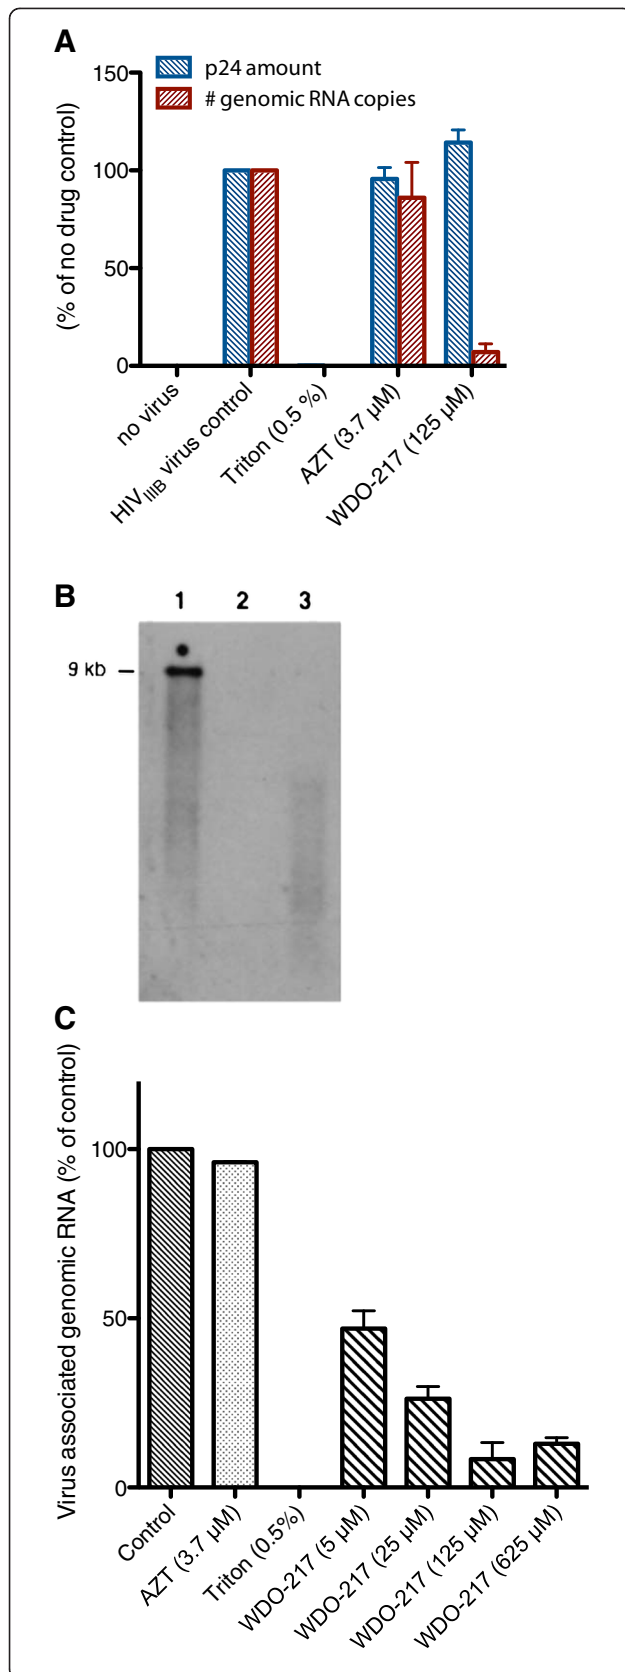 A
p24 amount
# genomic RNA copies
(% of no drug control)
150
100
50
0
no virus
HIVIIIB virus control
Triton (0.5 %)
AZT (3.7 µM)
WDO-217 (125 µM)
B
1 2 3
9 kb
C
Virus associated genomic RNA (% of control)
100
50
0
Control
AZT (3.7 µM)
Triton (0.5%)
WDO-217 (5 µM)
WDO-217 (25 µM)
WDO-217 (125 µM)
WDO-217 (625 µM)